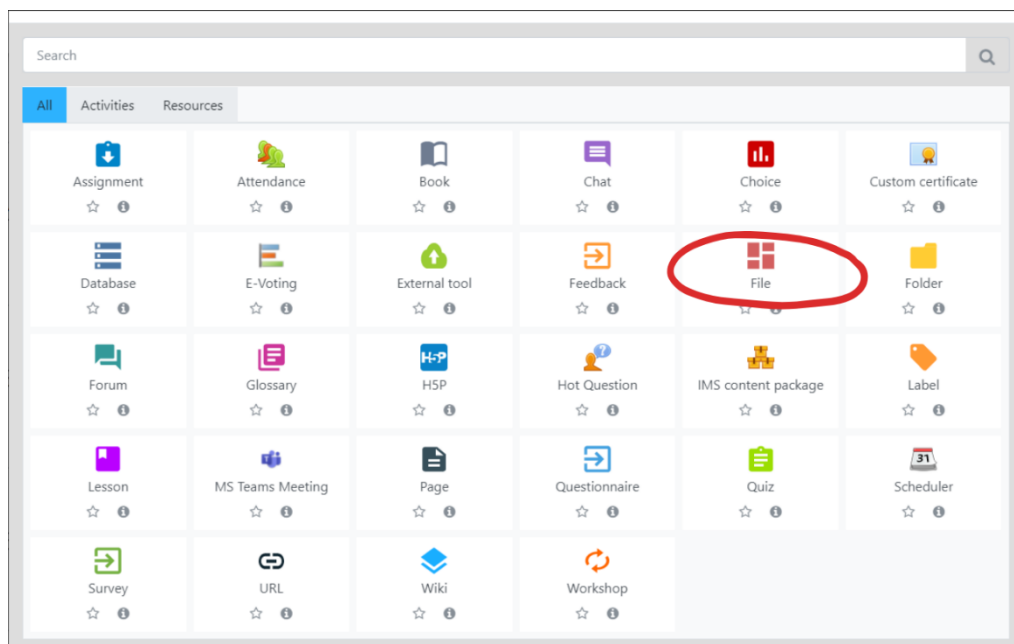 Search
All Activities Resources
Assignment Attendance Book Chat Choice Custom certificate
Database E-Voting External tool Feedback File Folder
H-5P
Forum Glossary H5P Hot Question IMS content package Label
31
Lesson MS Teams Meeting Page Questionnaire Quiz Scheduler
Survey URL Wiki Workshop